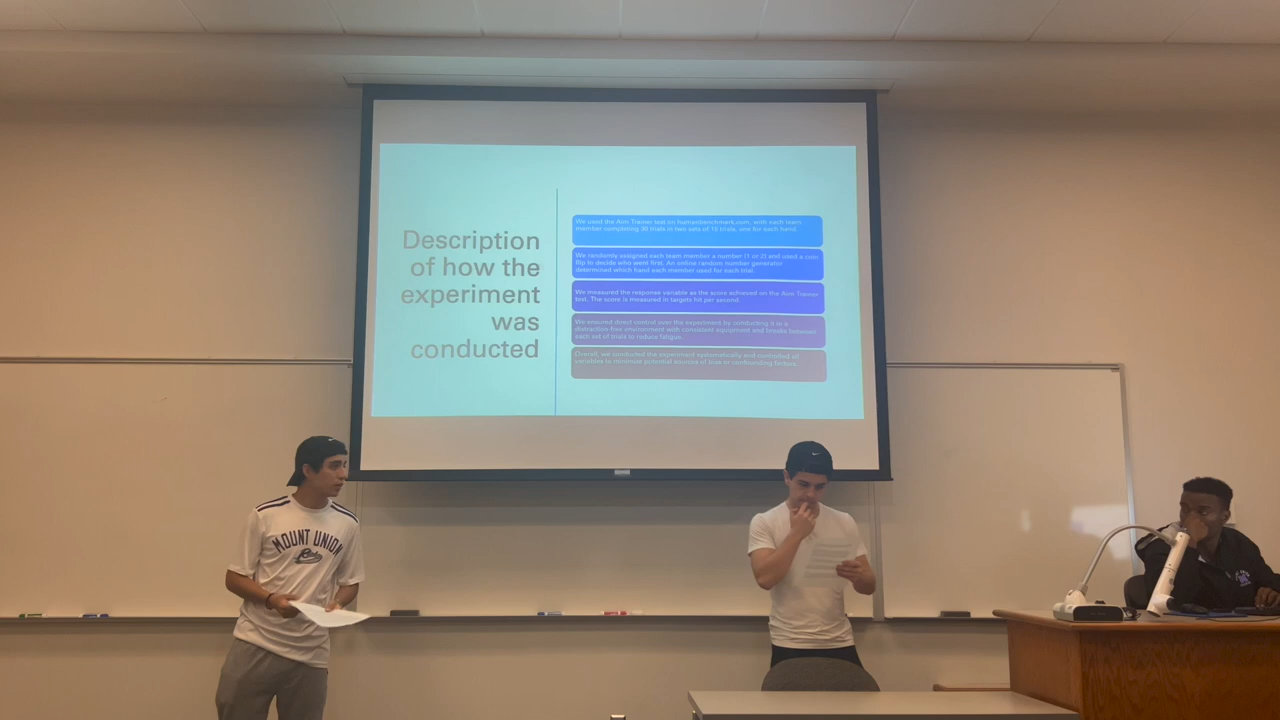 Description
of how the
experiment
was
conducted
We used the Aim Trainer test on humanbenchmark.com, with each team
member completing 30 trials in two sets of 15 trials, one for each hand.
We randomly assigned each team member a number (1 or 2) and used a coin
flip to decide who went first. An online random number generator
determined which hand each member used for each trial.
We measured the response variable as the score achieved on the Aim Trainer
test. The score is measured in targets hit per second.
We ensured direct control over the experiment by conducting it in a
distraction-free environment with consistent equipment and breaks between
each set of trials to reduce fatigue.
Overall, we conducted the experiment systematically and controlled all
variables to minimize potential sources of bias or confounding factors.
MOUNT UNION